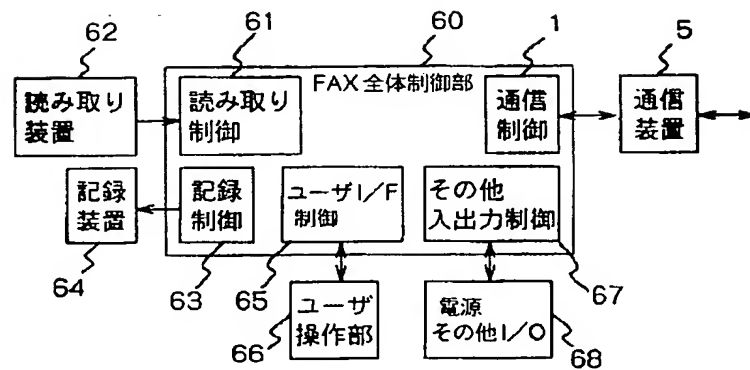 62
61
60
1
5
FAX全体制御部
読み取り
装置
読み取り
制御
通信
制御
通信
装置
記録
装置
記録
制御
ユーザI/F
制御
その他
入出力制御
64
63
65
67
66
ユーザ
操作部
電源
その他I/O
68